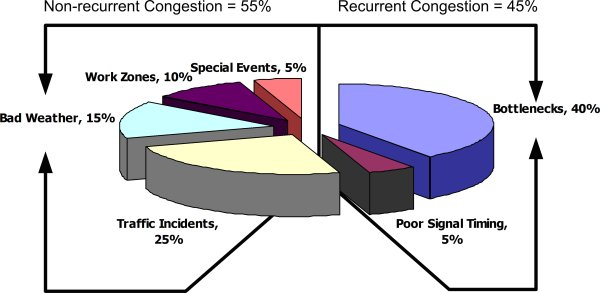 Non-recurrent Congestion = 55%
Recurrent Congestion = 45%
Special Events, 5%
Work Zones, 10%
Bad Weather, 15%
Bottlenecks, 40%
Traffic Incidents,
25%
Poor Signal Timing,
5%